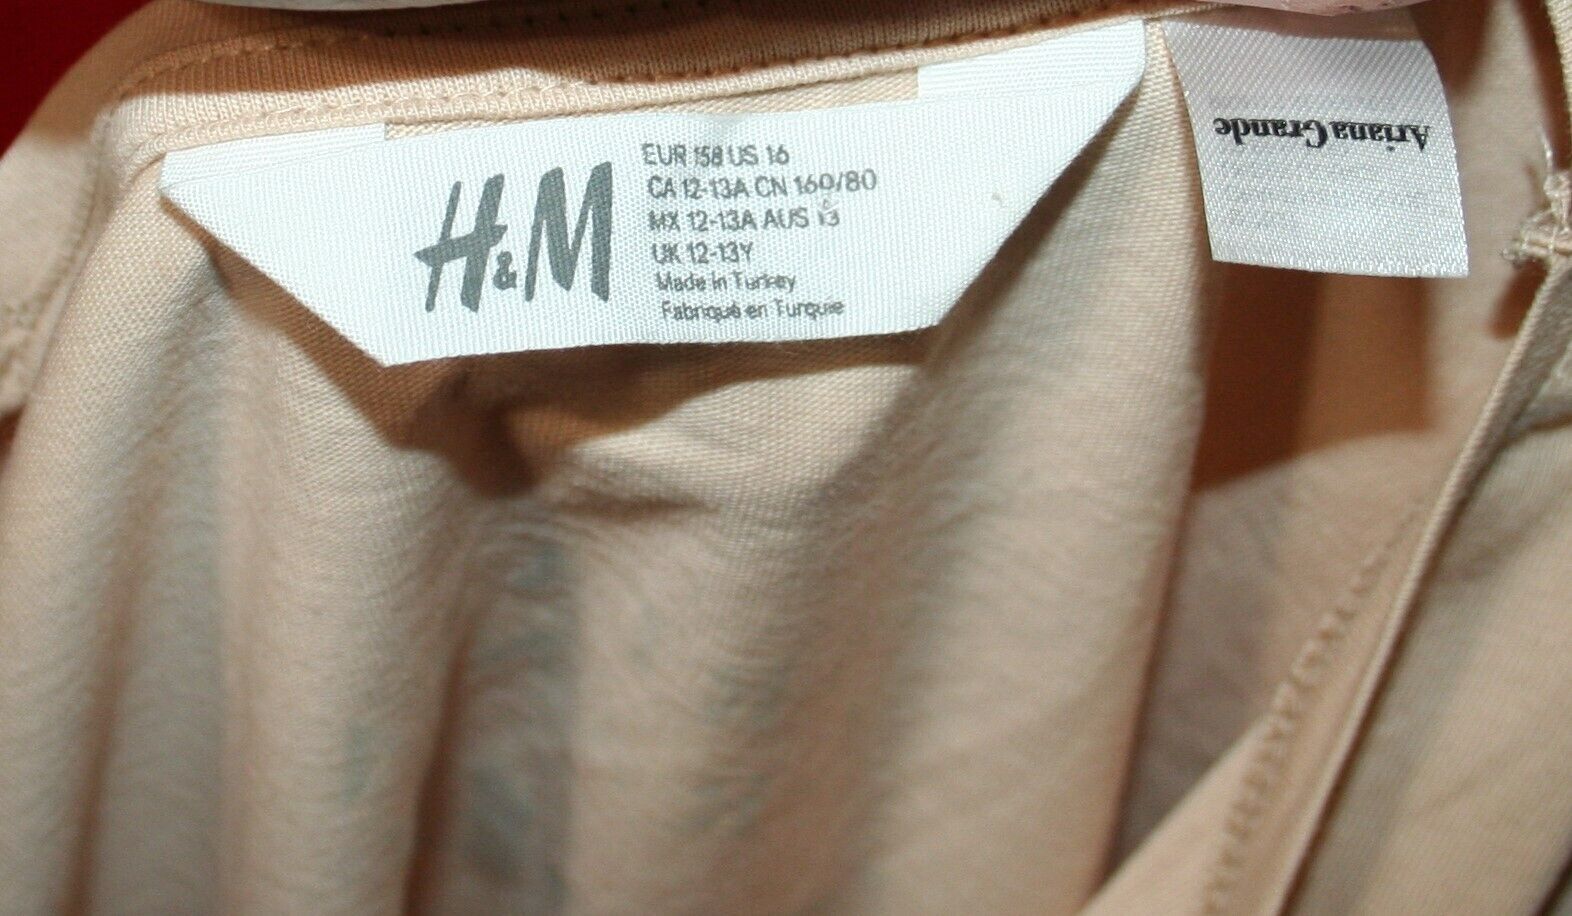 H&M
EUR 158 US 16
CA 12-13A CN 160/80
MX 12-13A AUS 13
UK 12-13Y
Made in Turkey
Fabriqué en Turquie
Ariana Grande